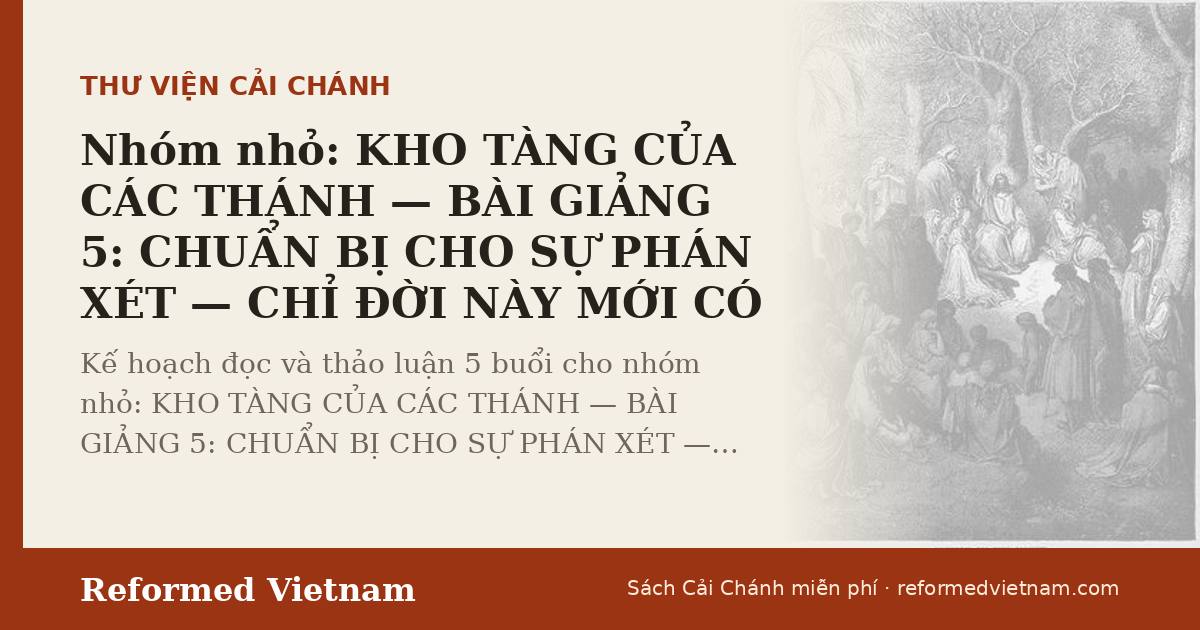 THƯ VIỆN CẢI CHÁNH
Nhóm nhỏ: KHO TÀNG CỦA
CÁC THÁNH — BÀI GIẢNG
5: CHUẨN BỊ CHO SỰ PHÁN
XÉT — CHỈ ĐỜI NÀY MỚI CÓ
Kế hoạch đọc và thảo luận 5 buổi cho nhóm
nhỏ: KHO TÀNG CỦA CÁC THÁNH — BÀI
GIẢNG 5: CHUẨN BỊ CHO SỰ PHÁN XÉT —...
Reformed Vietnam
Sách Cải Chánh miễn phí · reformedvietnam.com